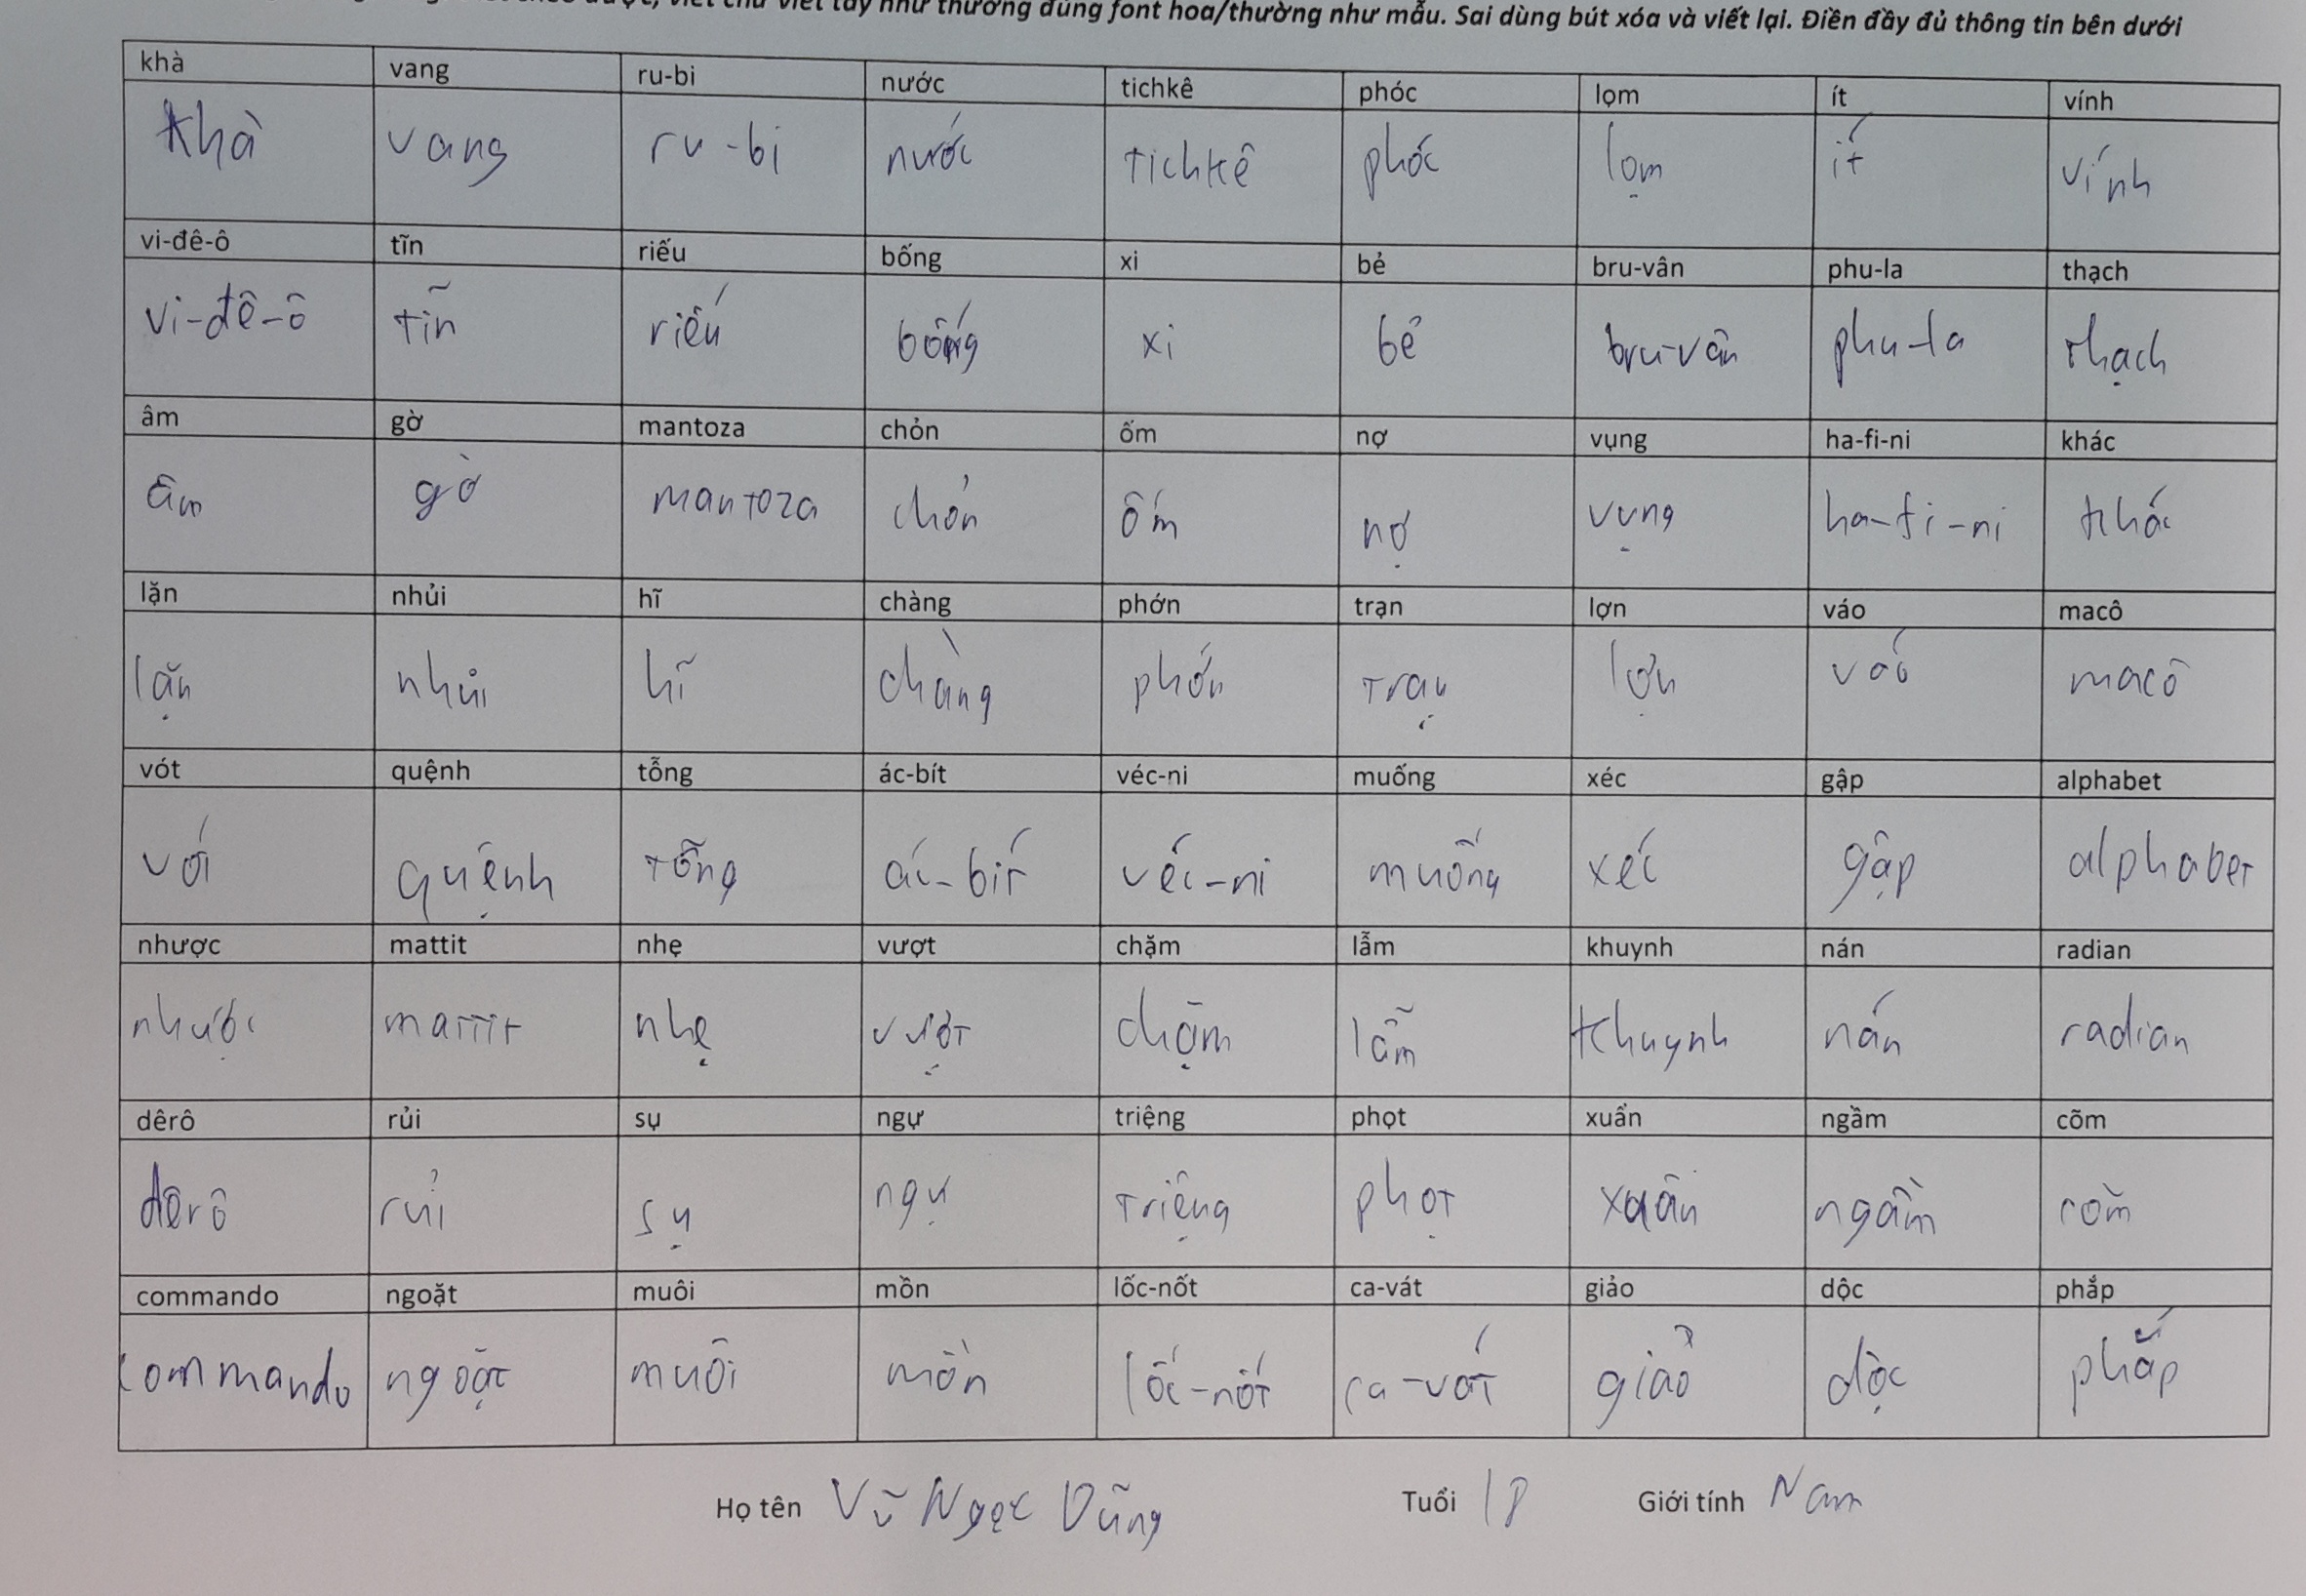 viết chữ viết tay như thường dùng font hoa/thường như mẫu. Sai dùng bút xóa và viết lại. Điền đầy đủ thông tin bên dưới
khà vang ru-bi nước tichkê phóc lọm ít vính
khà vang ru-bi nước tichkê phóc lọm ít vính
vi-đê-ô tĩn riếu bống xi bẻ bru-vân phu-la thạch
vi-đê-ô tĩn riếu bống xi bẻ bru-vân phu-la thạch
âm gờ mantoza chỏn ốm nợ vụng ha-fi-ni khác
âm gờ mantoza chỏn ốm nợ vụng ha-fi-ni khác
lặn nhủi hĩ chàng phớn trạn lợn váo macô
lặn nhủi hĩ chàng phớn trạn lợn váo macô
vót quệnh tỗng ác-bít véc-ni muống xéc gập alphabet
với quệnh tỗng ác-bít véc-ni muống xéc gập alphabet
nhược mattit nhẹ vượt chặm lẫm khuynh nán radian
nhược mattit nhẹ vượt chặm lẫm khuynh nán radian
dêrô rủi sụ ngự triệng phọt xuẩn ngầm cõm
dêrô rủi sụ ngự triệng phọt xuẩn ngầm cõm
commando ngoặt muôi mồn lốc-nốt ca-vát giảo dộc phắp
commando ngoặt muôi mồn lốc-nốt ca-vát giảo dộc phắp
Họ tên Vũ Ngọc Dũng Tuổi 18 Giới tính Nam